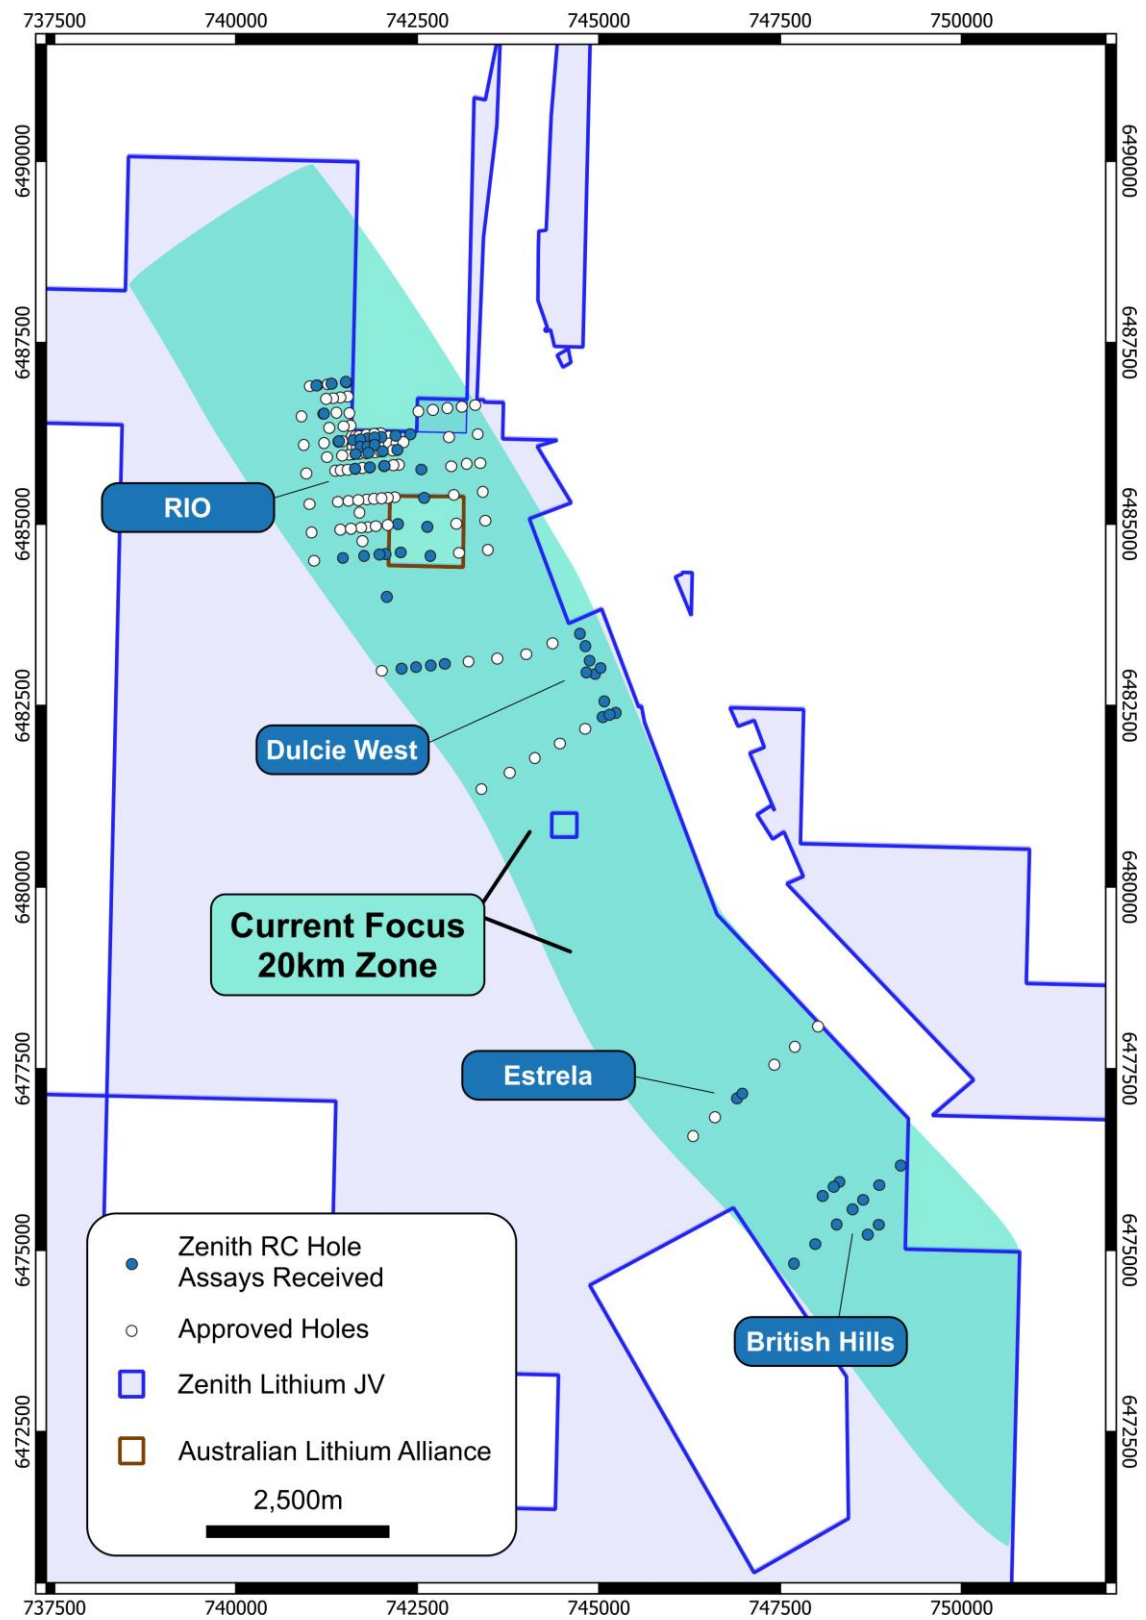 737500 740000 742500 745000 747500 750000
6490000 6490000
6487500 6487500
6485000 6485000
RIO
6482500 6482500
Dulcie West
6480000 6480000
Current Focus
20km Zone
6477500 6477500
Estrela
6475000 6475000
British Hills
6472500 6472500
Zenith RC Hole
Assays Received
Approved Holes
Zenith Lithium JV
Australian Lithium Alliance
2,500m
737500 740000 742500 745000 747500 750000